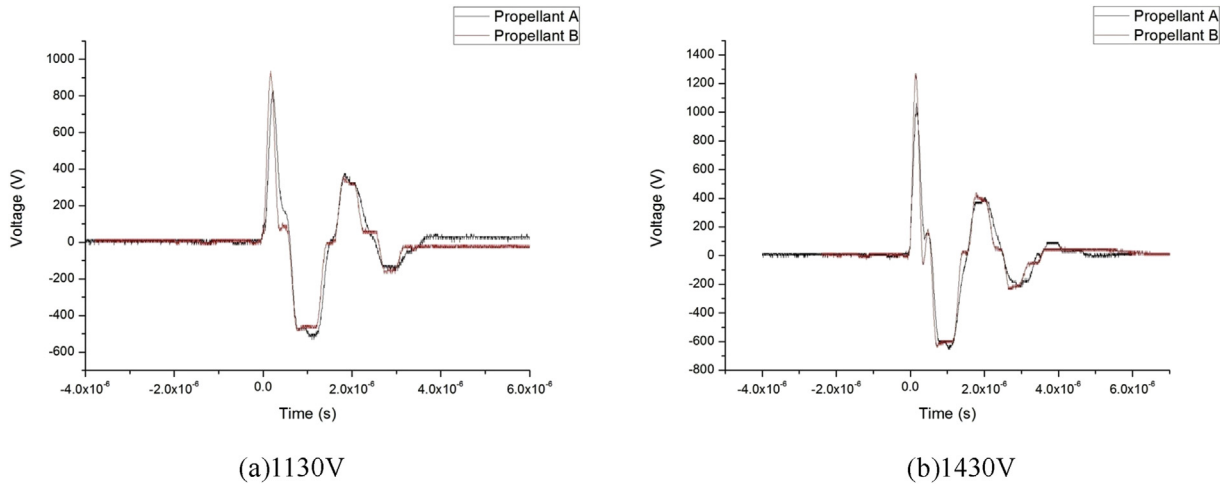 Propellant A
Propellant B
1000
800
600
400
200
0
-200
-400
-600
Voltage (V)
-4.0x10⁻⁶ -2.0x10⁻⁶ 0.0 2.0x10⁻⁶ 4.0x10⁻⁶ 6.0x10⁻⁶
Time (s)
(a)1130V
Propellant A
Propellant B
1400
1200
1000
800
600
400
200
0
-200
-400
-600
-800
Voltage (V)
-4.0x10⁻⁶ -2.0x10⁻⁶ 0.0 2.0x10⁻⁶ 4.0x10⁻⁶ 6.0x10⁻⁶
Time (s)
(b)1430V